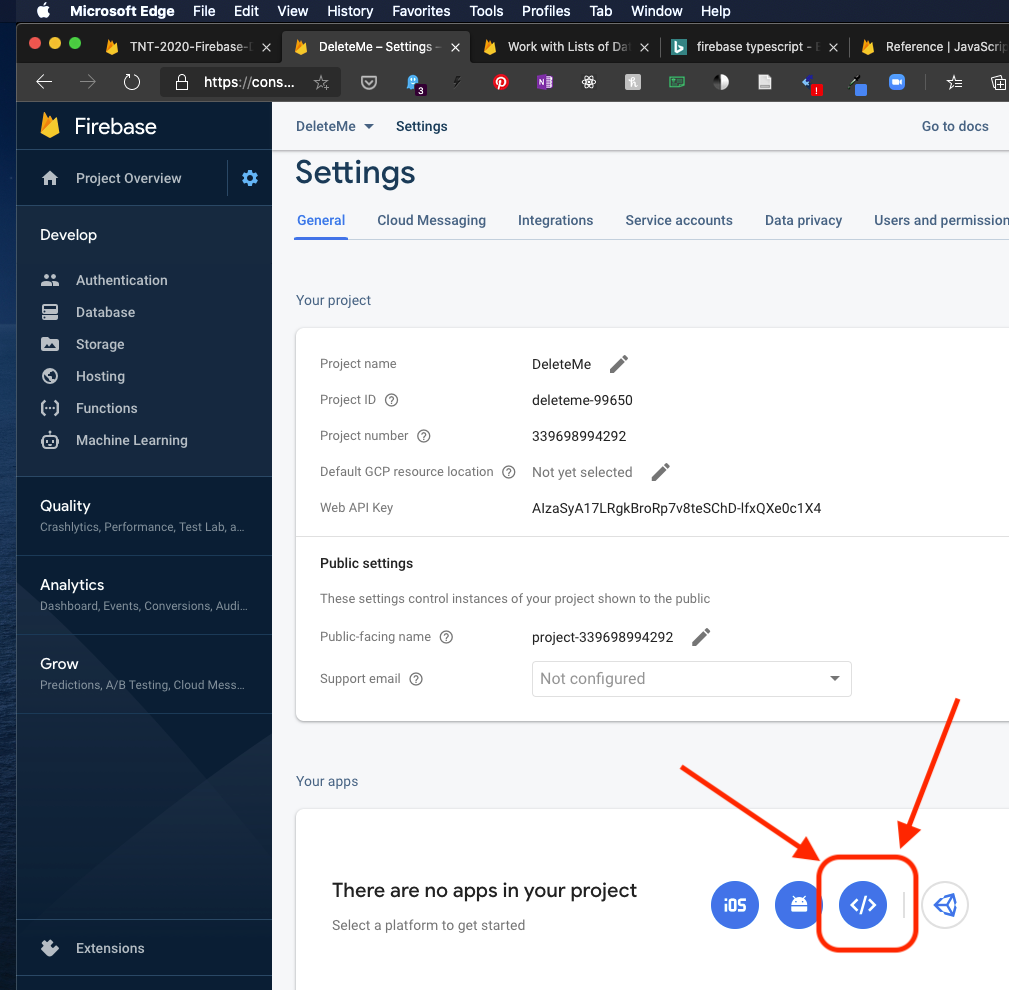 Microsoft Edge File Edit View History Favorites Tools Profiles Tab Window Help
TNT-2020-Firebase- DeleteMe – Settings – Work with Lists of Da firebase typescript - Reference | JavaScrip
https://cons... 3 !
Firebase
DeleteMe Settings Go to docs
Project Overview
Settings
General Cloud Messaging Integrations Service accounts Data privacy Users and permission
Develop
Authentication
Database
Storage
Hosting
Functions
Machine Learning
Quality
Crashlytics, Performance, Test Lab, a...
Analytics
Dashboard, Events, Conversions, Audi...
Grow
Predictions, A/B Testing, Cloud Mess...
Extensions
Your project
Project name DeleteMe
Project ID deleteme-99650
Project number 339698994292
Default GCP resource location Not yet selected
Web API Key AIzaSyA17LRgkBroRp7v8teSChD-lfxQXe0c1X4
Public settings
These settings control instances of your project shown to the public
Public-facing name project-339698994292
Support email Not configured
Your apps
There are no apps in your project
Select a platform to get started
iOS </>